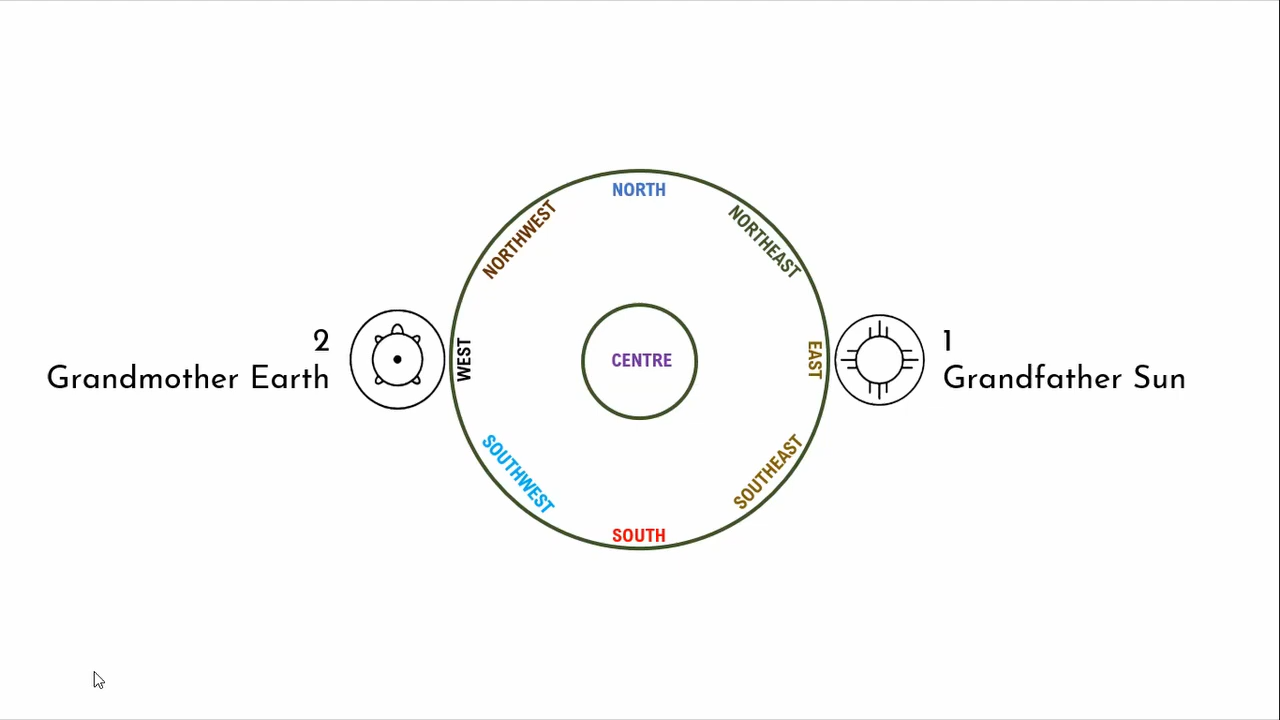 NORTH
NORTHWEST
NORTHEAST
2
Grandmother Earth
WEST
CENTRE
EAST
1
Grandfather Sun
SOUTHWEST
SOUTHEAST
SOUTH